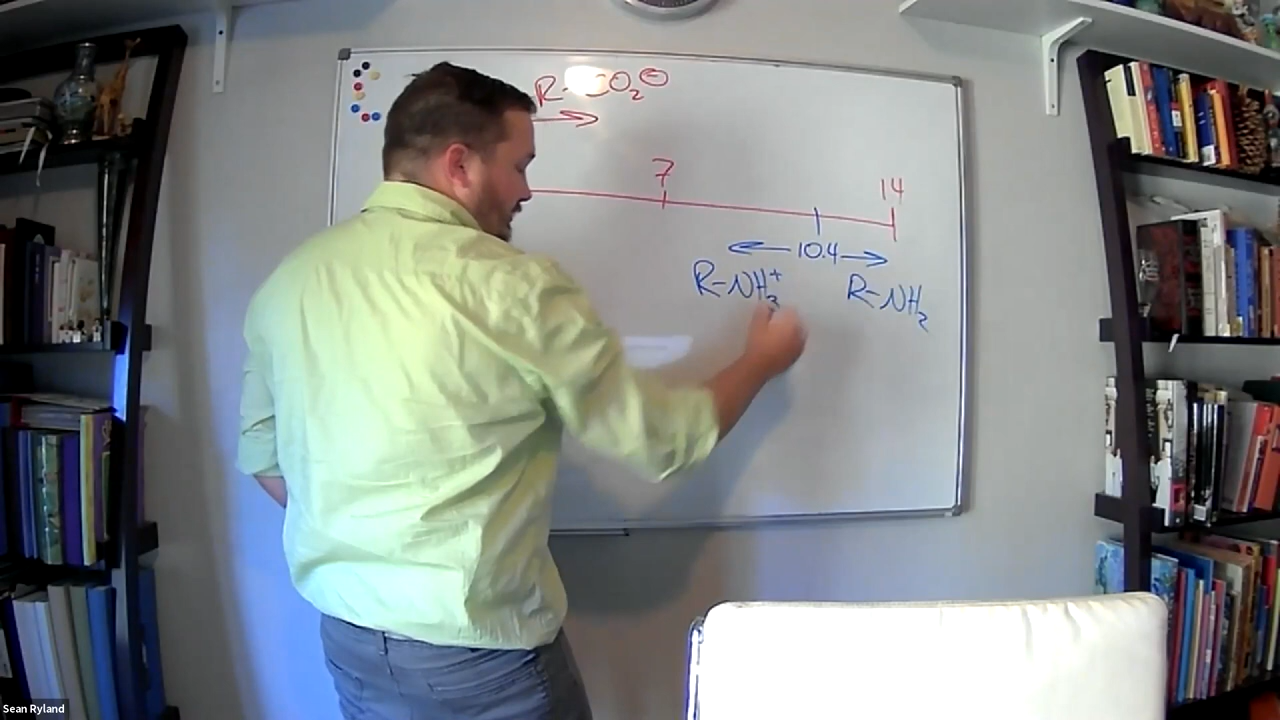 R-CO₂⊖
7
14
10.4
R-NH₃⁺ R-NH₂
Sean Ryland